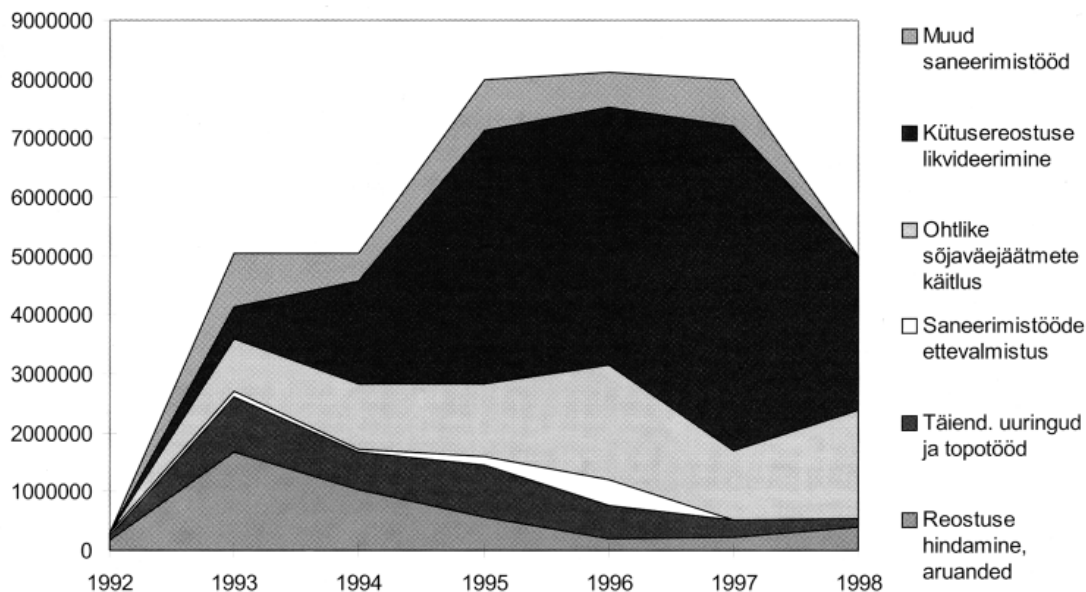 9000000
8000000
7000000
6000000
5000000
4000000
3000000
2000000
1000000
0
1992 1993 1994 1995 1996 1997 1998
Muud
saneerimistööd
Kütusereostuse
likvideerimine
Ohtlike
sõjaväejäätmete
käitlus
Saneerimistööde
ettevalmistus
Täiend. uuringud
ja topotööd
Reostuse
hindamine,
aruanded